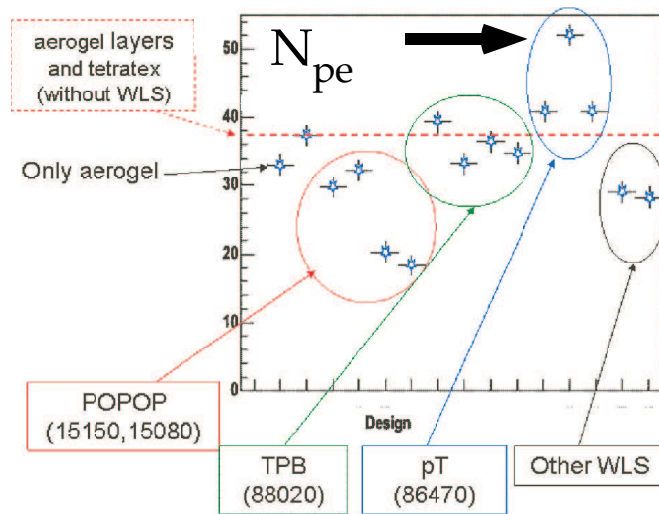 aerogel layers
and tetratex
(without WLS)
N pe
50
40
Only aerogel
30
20
10
0
Design
POPOP
(15150,15080)
TPB
(88020)
pT
(86470)
Other WLS